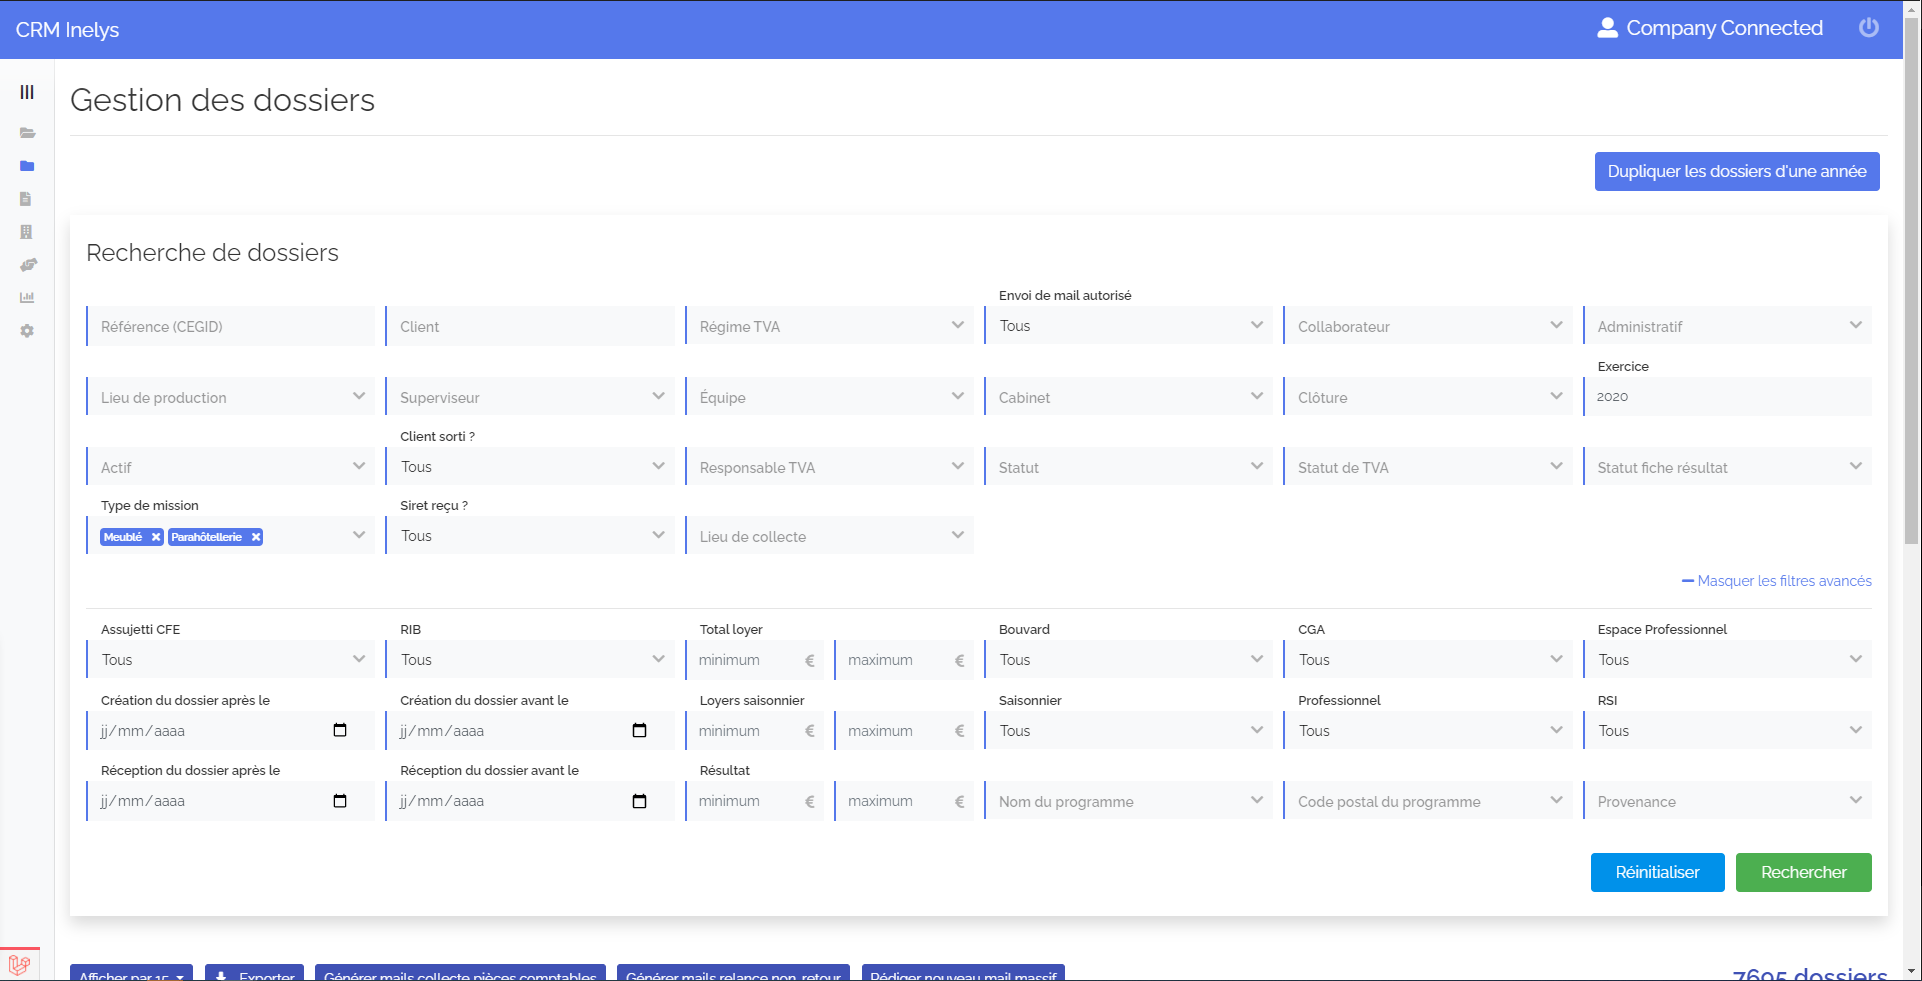 CRM Inelys
Company Connected
Gestion des dossiers
Dupliquer les dossiers d'une année
Recherche de dossiers
Envoi de mail autorisé
Référence (CEGID) Client Régime TVA Tous Collaborateur Administratif
Exercice
Lieu de production Superviseur Équipe Cabinet Clôture 2020
Client sorti ?
Actif Tous Responsable TVA Statut Statut de TVA Statut fiche résultat
Type de mission Siret reçu ?
Meublé × Parahôtellerie × Tous Lieu de collecte
Masquer les filtres avancés
Assujetti CFE RIB Total loyer Bouvard CGA Espace Professionnel
Tous Tous minimum € maximum € Tous Tous Tous
Création du dossier après le Création du dossier avant le Loyers saisonnier Saisonnier Professionnel RSI
jj/mm/aaaa jj/mm/aaaa minimum € maximum € Tous Tous Tous
Réception du dossier après le Réception du dossier avant le Résultat
jj/mm/aaaa jj/mm/aaaa minimum € maximum € Nom du programme Code postal du programme Provenance
Réinitialiser Rechercher
Afficher par 15 Exporter Générer mails collecte pièces comptables Générer mails relance non-retour Rédiger nouveau mail massif 7695 dossiers